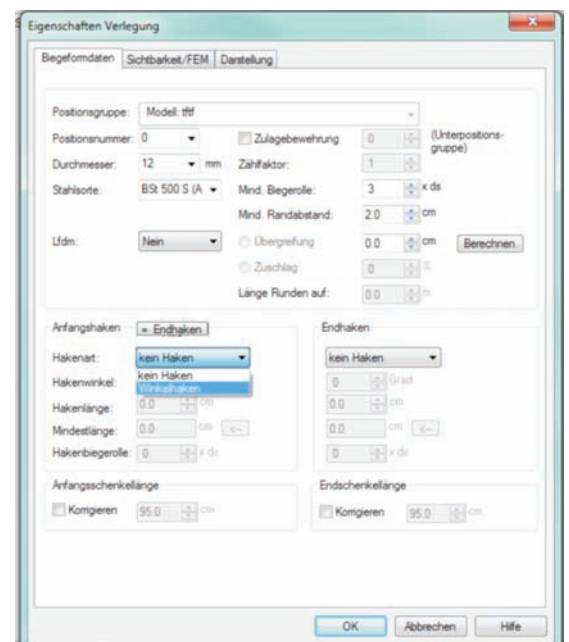 Eigenschaften Verlegung
Biegeformdaten Sichtbarkeit/FEM Darstellung
Positionsgruppe: Modell: tftf
Positionsnummer: 0 Zulagebewehrung 0 (Unterpositions-
gruppe)
Durchmesser: 12 mm Zählfaktor: 1
Stahlsorte: BSt 500 S (A Mind. Biegerolle: 3 x ds
Mind. Randabstand: 2.0 cm
Lfdm: Nein Übergreifung 0.0 cm Berechnen
Zuschlag 0 %
Länge Runden auf: 0.0 m
Anfangshaken = Endhaken Endhaken
Hakenart: kein Haken kein Haken
kein Haken
Winkelhaken
Hakenwinkel: 0 Grad
Hakenlänge: 0.0 cm 0.0 cm
Mindestlänge: 0.0 cm <-- 0.0 cm <--
Hakenbiegerolle: 0 x ds 0 x ds
Anfangsschenkellänge Endschenkellänge
Korrigieren 95.0 cm Korrigieren 95.0 cm
OK Abbrechen Hilfe